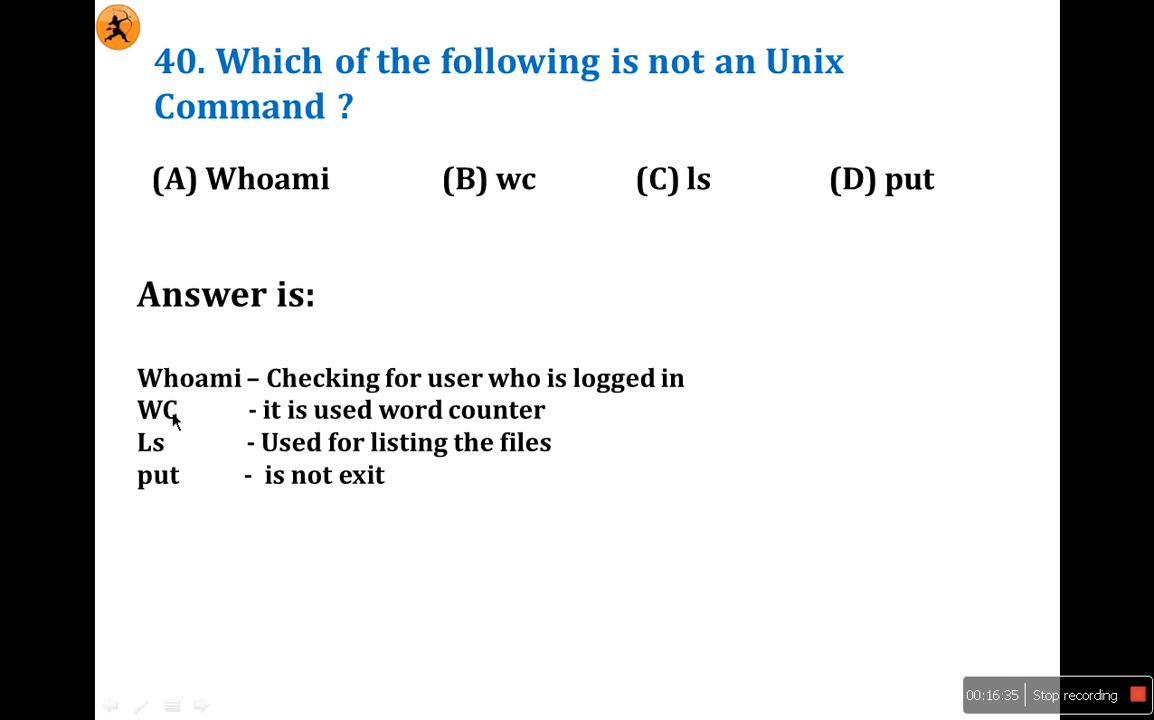 40. Which of the following is not an Unix
Command ?
(A) Whoami (B) wc (C) ls (D) put
Answer is:
Whoami – Checking for user who is logged in
WC - it is used word counter
Ls - Used for listing the files
put - is not exit
00:16:35 Stop recording